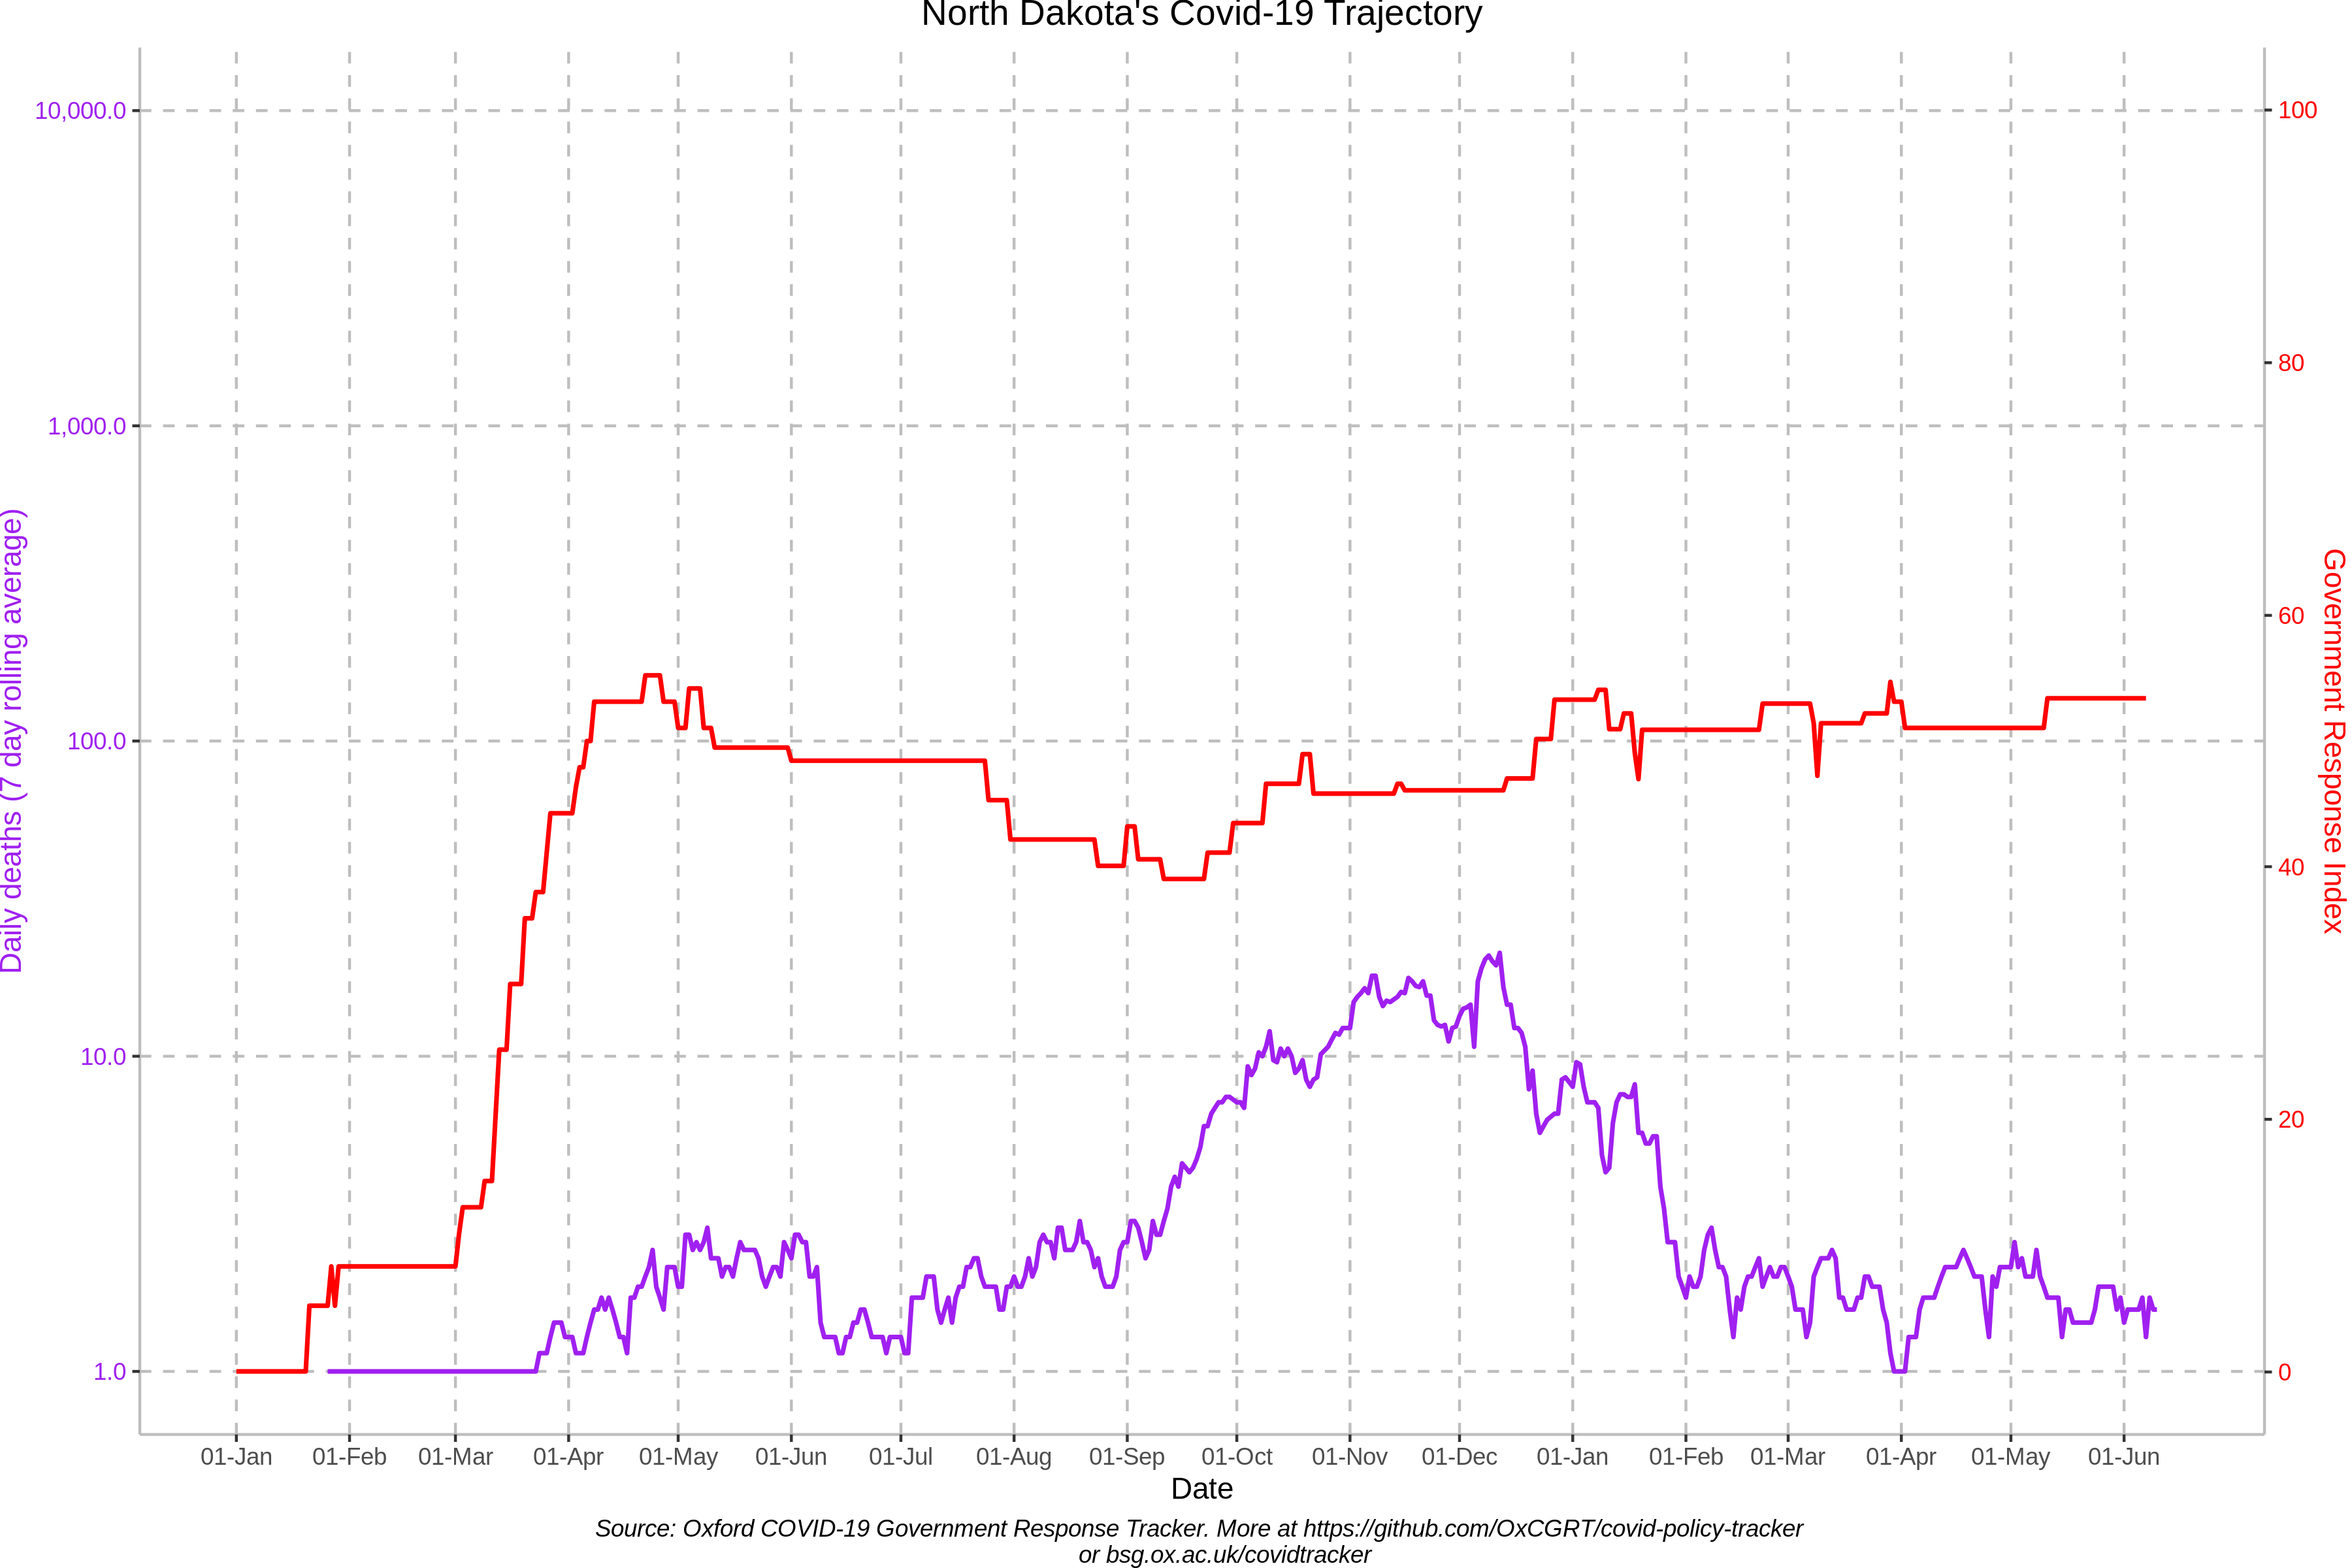 North Dakota's Covid-19 Trajectory
10,000.0
1,000.0
100.0
10.0
1.0
Daily deaths (7 day rolling average)
100
80
60
40
20
0
Government Response Index
01-Jan 01-Feb 01-Mar 01-Apr 01-May 01-Jun 01-Jul 01-Aug 01-Sep 01-Oct 01-Nov 01-Dec 01-Jan 01-Feb 01-Mar 01-Apr 01-May 01-Jun
Date
Source: Oxford COVID-19 Government Response Tracker. More at https://github.com/OxCGRT/covid-policy-tracker
or bsg.ox.ac.uk/covidtracker